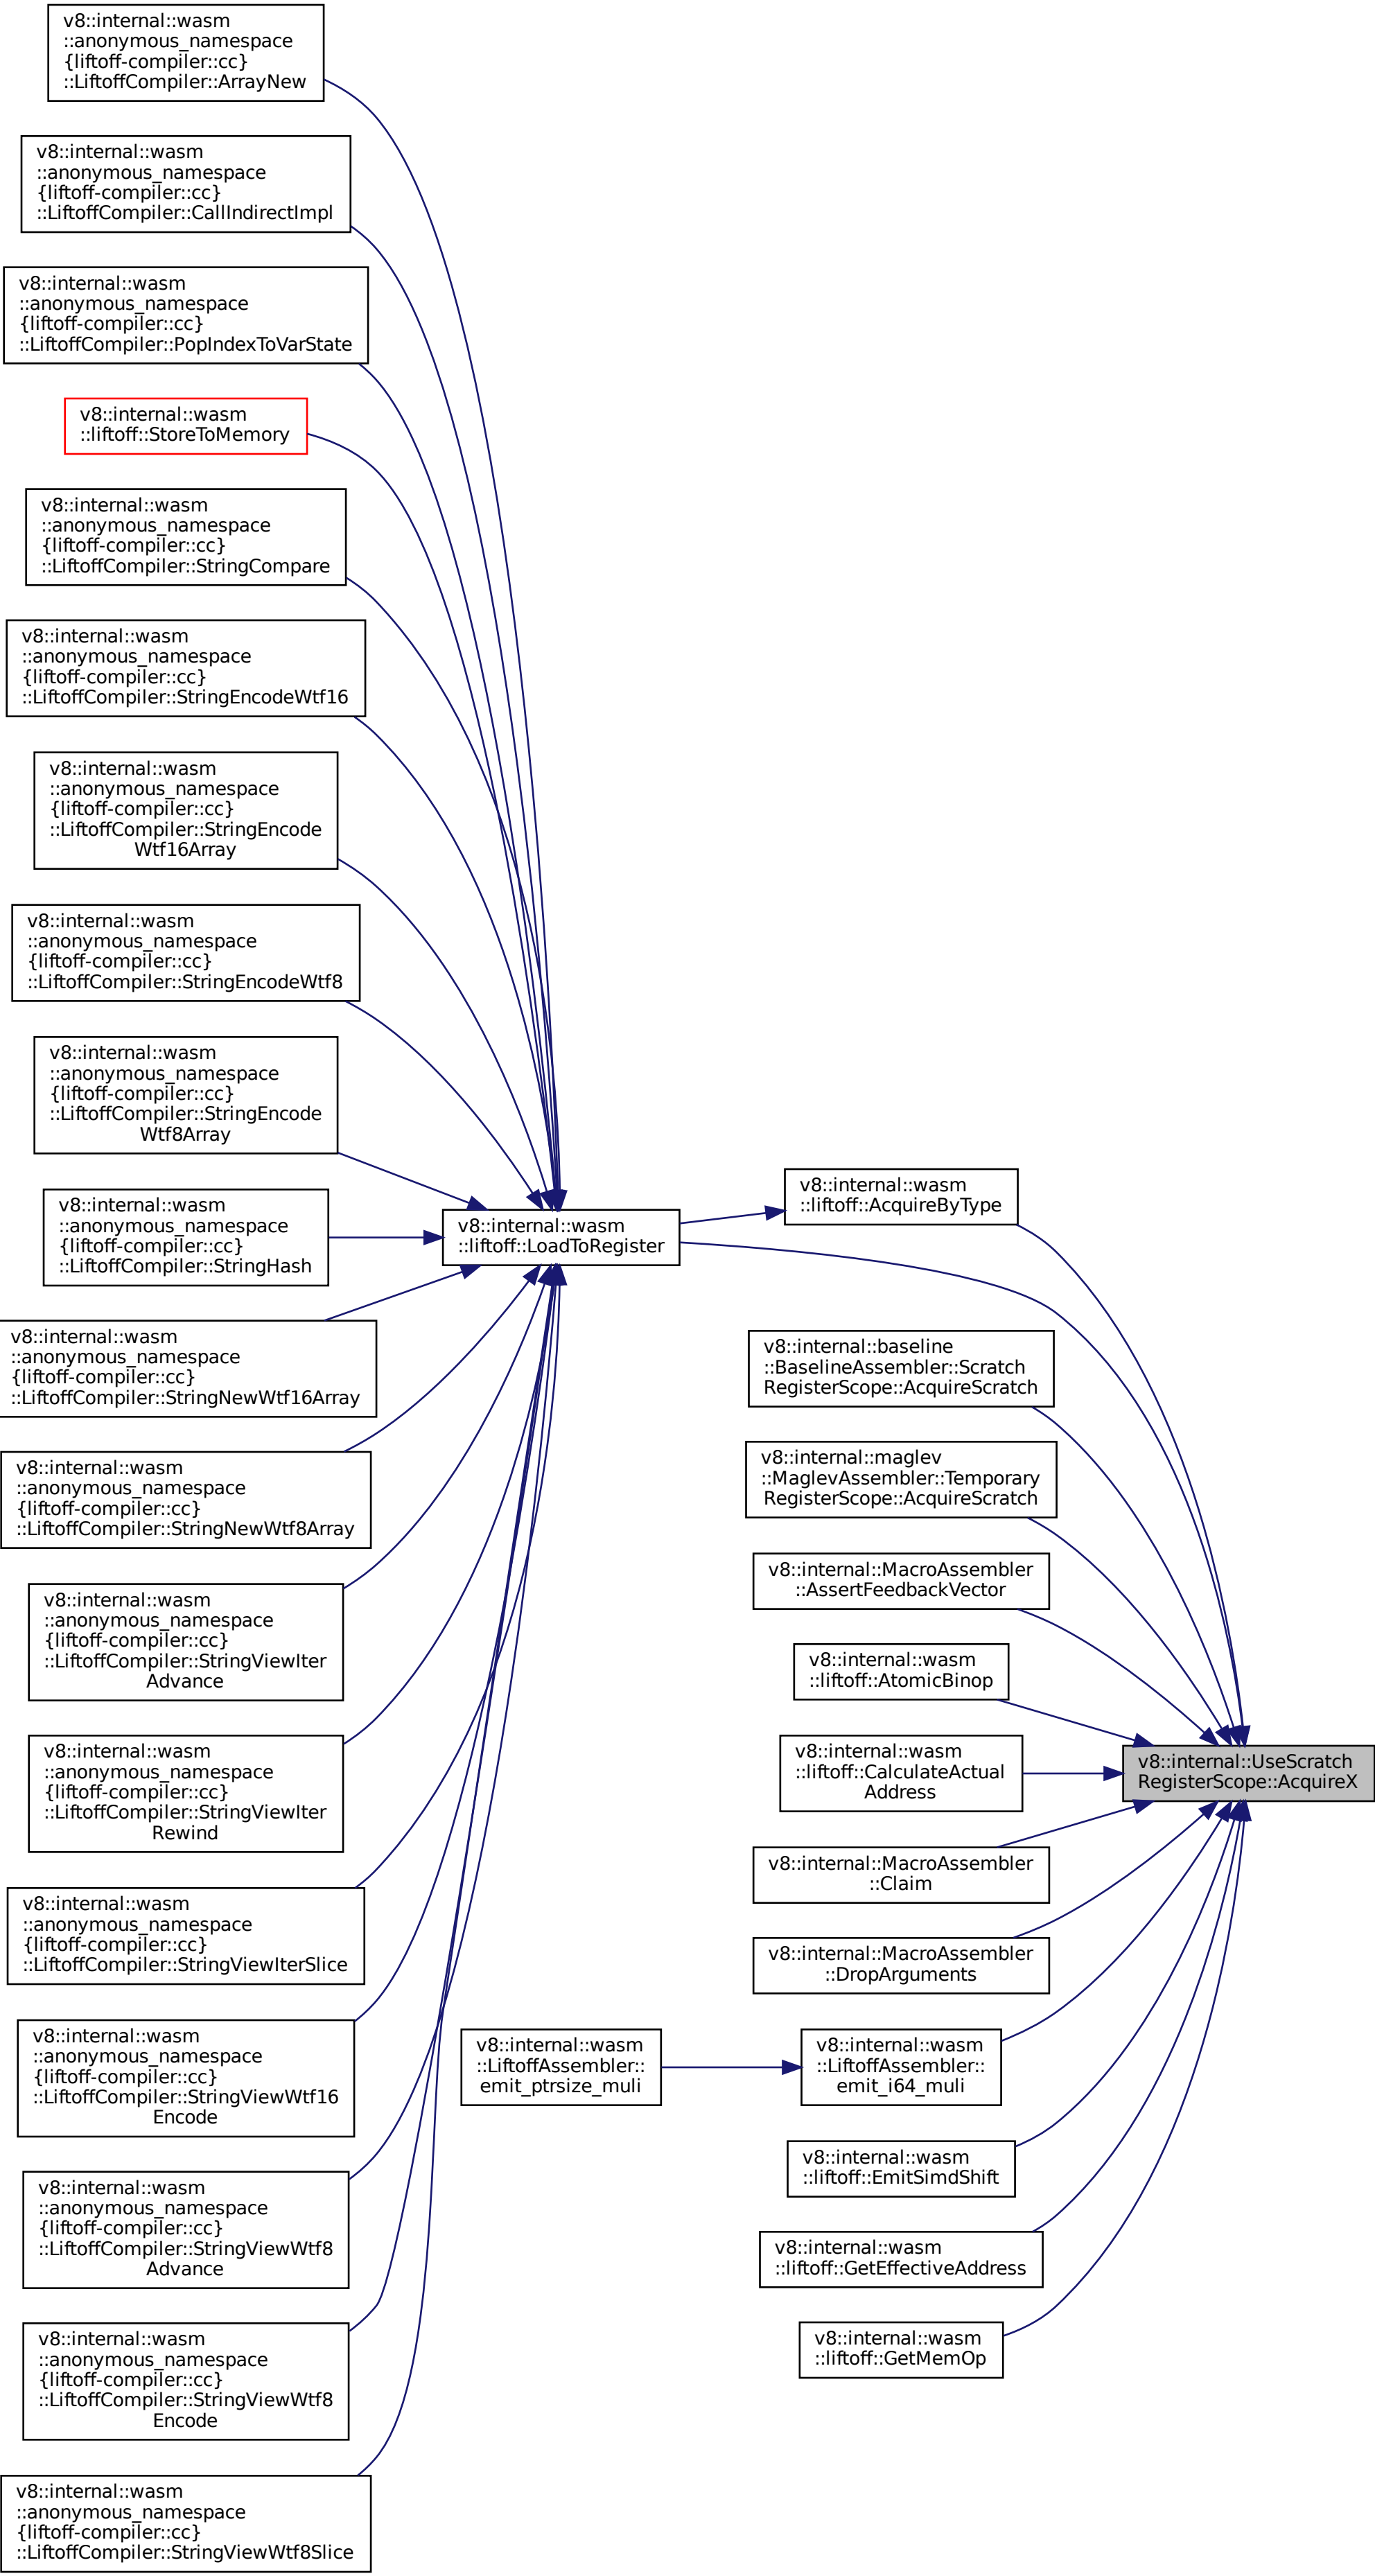 v8::internal::wasm
::anonymous_namespace
{liftoff-compiler::cc}
::LiftoffCompiler::ArrayNew
v8::internal::wasm
::anonymous_namespace
{liftoff-compiler::cc}
::LiftoffCompiler::CallIndirectImpl
v8::internal::wasm
::anonymous_namespace
{liftoff-compiler::cc}
::LiftoffCompiler::PopIndexToVarState
v8::internal::wasm
::liftoff::StoreToMemory
v8::internal::wasm
::anonymous_namespace
{liftoff-compiler::cc}
::LiftoffCompiler::StringCompare
v8::internal::wasm
::anonymous_namespace
{liftoff-compiler::cc}
::LiftoffCompiler::StringEncodeWtf16
v8::internal::wasm
::anonymous_namespace
{liftoff-compiler::cc}
::LiftoffCompiler::StringEncode
Wtf16Array
v8::internal::wasm
::anonymous_namespace
{liftoff-compiler::cc}
::LiftoffCompiler::StringEncodeWtf8
v8::internal::wasm
::anonymous_namespace
{liftoff-compiler::cc}
::LiftoffCompiler::StringEncode
Wtf8Array
v8::internal::wasm
::anonymous_namespace
{liftoff-compiler::cc}
::LiftoffCompiler::StringHash
v8::internal::wasm
::anonymous_namespace
{liftoff-compiler::cc}
::LiftoffCompiler::StringNewWtf16Array
v8::internal::wasm
::anonymous_namespace
{liftoff-compiler::cc}
::LiftoffCompiler::StringNewWtf8Array
v8::internal::wasm
::anonymous_namespace
{liftoff-compiler::cc}
::LiftoffCompiler::StringViewIter
Advance
v8::internal::wasm
::anonymous_namespace
{liftoff-compiler::cc}
::LiftoffCompiler::StringViewIter
Rewind
v8::internal::wasm
::anonymous_namespace
{liftoff-compiler::cc}
::LiftoffCompiler::StringViewIterSlice
v8::internal::wasm
::anonymous_namespace
{liftoff-compiler::cc}
::LiftoffCompiler::StringViewWtf16
Encode
v8::internal::wasm
::anonymous_namespace
{liftoff-compiler::cc}
::LiftoffCompiler::StringViewWtf8
Advance
v8::internal::wasm
::anonymous_namespace
{liftoff-compiler::cc}
::LiftoffCompiler::StringViewWtf8
Encode
v8::internal::wasm
::anonymous_namespace
{liftoff-compiler::cc}
::LiftoffCompiler::StringViewWtf8Slice
v8::internal::wasm
::liftoff::LoadToRegister
v8::internal::wasm
::LiftoffAssembler::
emit_ptrsize_muli
v8::internal::wasm
::liftoff::AcquireByType
v8::internal::baseline
::BaselineAssembler::Scratch
RegisterScope::AcquireScratch
v8::internal::maglev
::MaglevAssembler::Temporary
RegisterScope::AcquireScratch
v8::internal::MacroAssembler
::AssertFeedbackVector
v8::internal::wasm
::liftoff::AtomicBinop
v8::internal::wasm
::liftoff::CalculateActual
Address
v8::internal::MacroAssembler
::Claim
v8::internal::MacroAssembler
::DropArguments
v8::internal::wasm
::LiftoffAssembler::
emit_i64_muli
v8::internal::wasm
::liftoff::EmitSimdShift
v8::internal::wasm
::liftoff::GetEffectiveAddress
v8::internal::wasm
::liftoff::GetMemOp
v8::internal::UseScratch
RegisterScope::AcquireX